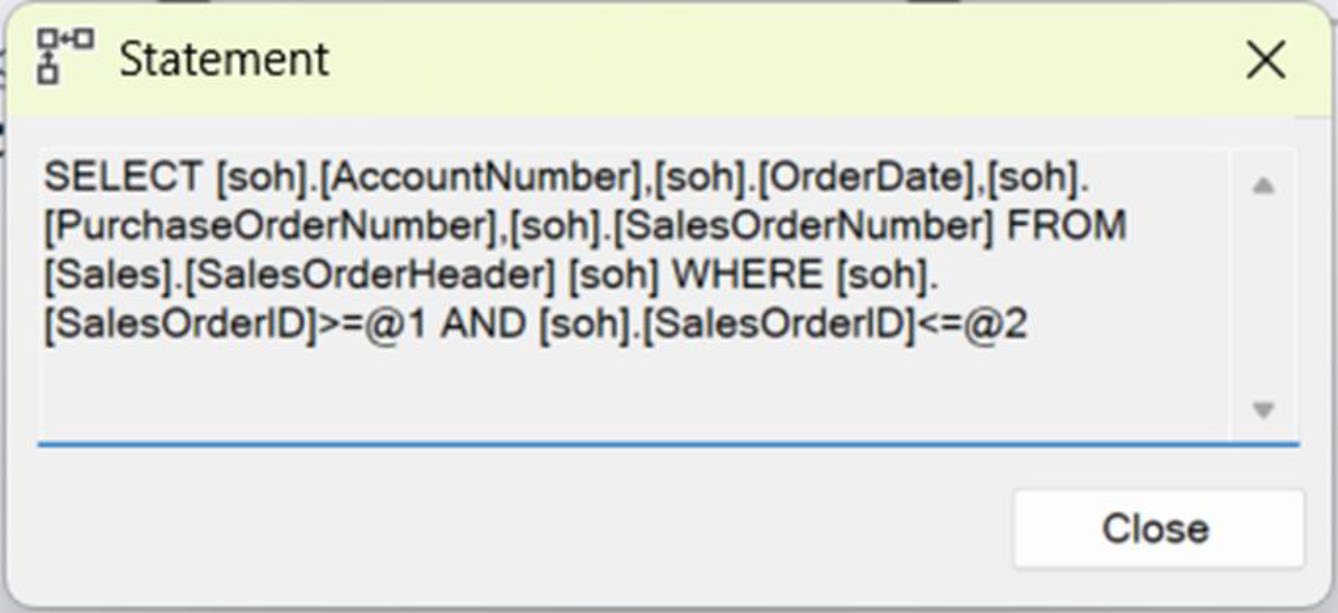 Statement
SELECT [soh].[AccountNumber],[soh].[OrderDate],[soh].
[PurchaseOrderNumber],[soh].[SalesOrderNumber] FROM
[Sales].[SalesOrderHeader] [soh] WHERE [soh].
[SalesOrderID]>=@1 AND [soh].[SalesOrderID]<=@2
Close